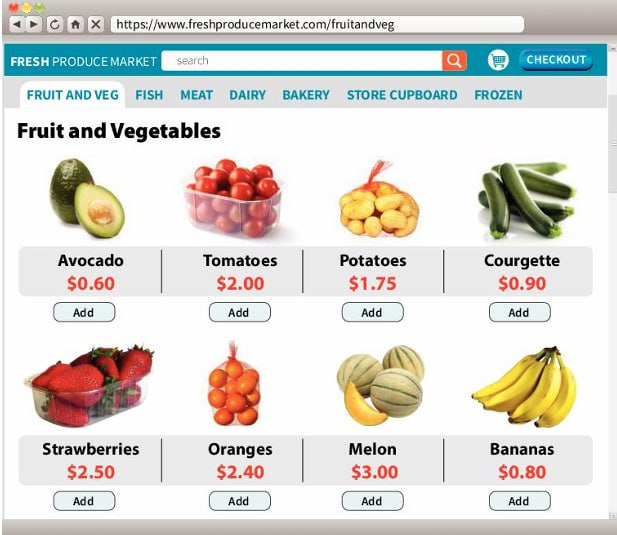 https://www.freshproducemarket.com/fruitandveg
FRESH PRODUCE MARKET search CHECKOUT
FRUIT AND VEG FISH MEAT DAIRY BAKERY STORE CUPBOARD FROZEN
Fruit and Vegetables
Avocado Tomatoes Potatoes Courgette
$0.60 $2.00 $1.75 $0.90
Add Add Add Add
Strawberries Oranges Melon Bananas
$2.50 $2.40 $3.00 $0.80
Add Add Add Add